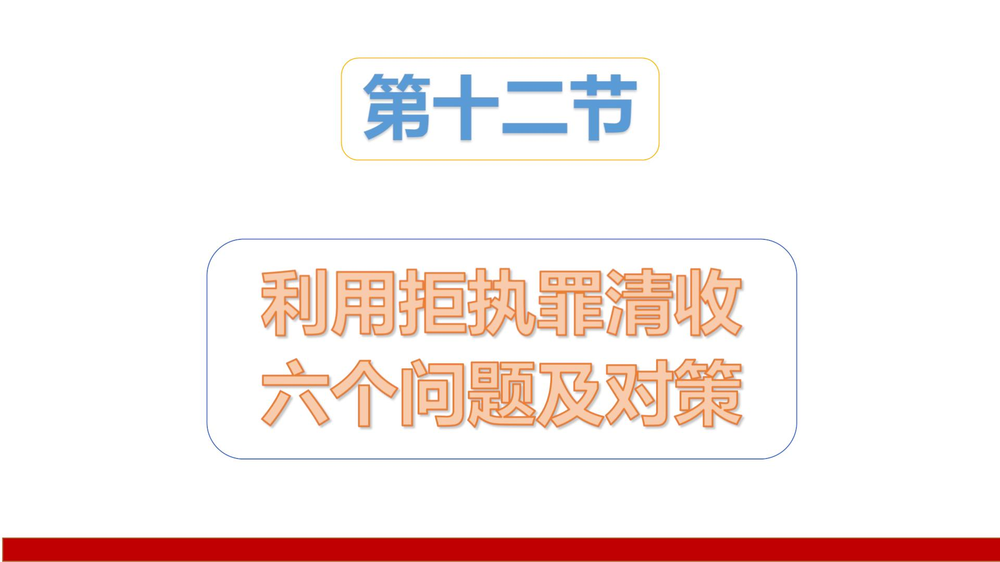 第十二节
利用拒执罪清收
六个问题及对策